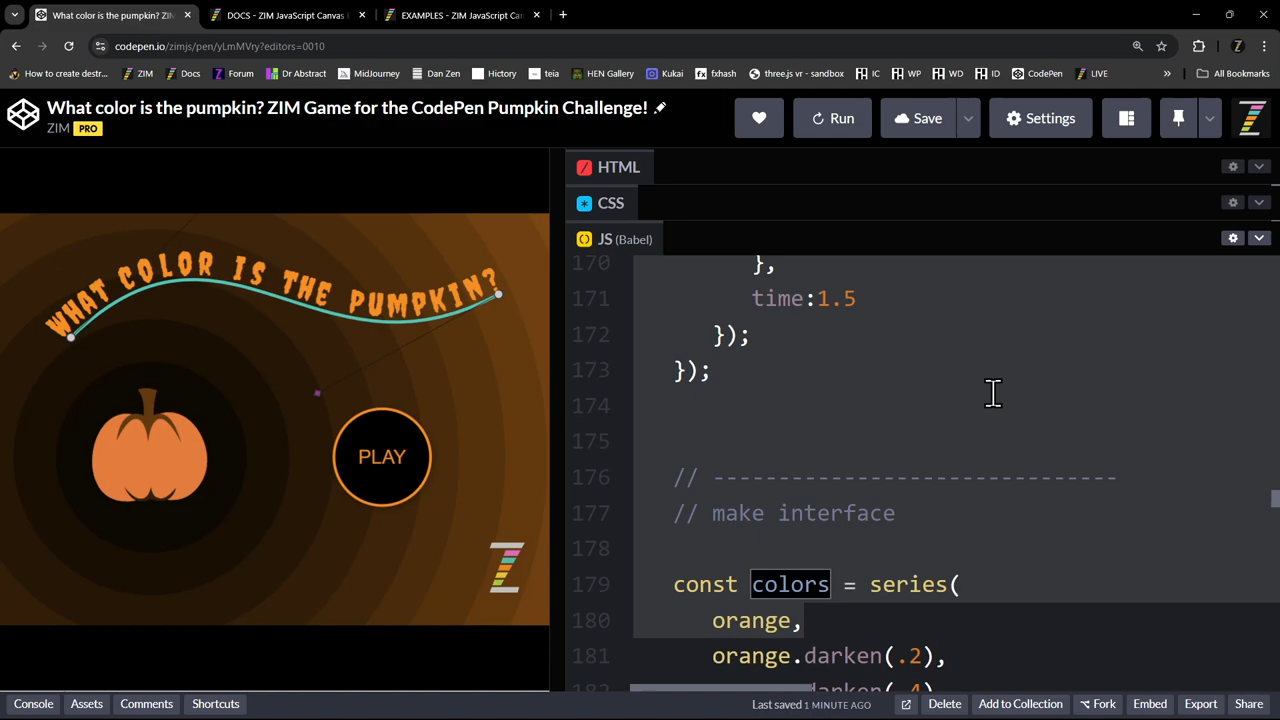 What color is the pumpkin? ZI
DOCS - ZIM JavaScript Canvas
EXAMPLES - ZIM JavaScript Can
codepen.io/zimjs/pen/yLmMVry?editors=0010
How to create destr...
ZIM
Docs
Forum
Dr Abstract
MidJourney
Dan Zen
Hictory
teia
HEN Gallery
Kukai
fx fxhash
three.js vr - sandbox
IC
WP
WD
ID
CodePen
LIVE
»
All Bookmarks
What color is the pumpkin? ZIM Game for the CodePen Pumpkin Challenge!
ZIM PRO
Run
Save
Settings
HTML
CSS
JS (Babel)
WHAT COLOR IS THE PUMPKIN?
PLAY
170 },
171 time:1.5
172 });
173 });
174
175
176 // -------------------------------
177 // make interface
178
179 const colors = series(
180 orange,
181 orange.darken(.2),
Console
Assets
Comments
Shortcuts
Last saved 1 MINUTE AGO
Delete
Add to Collection
Fork
Embed
Export
Share